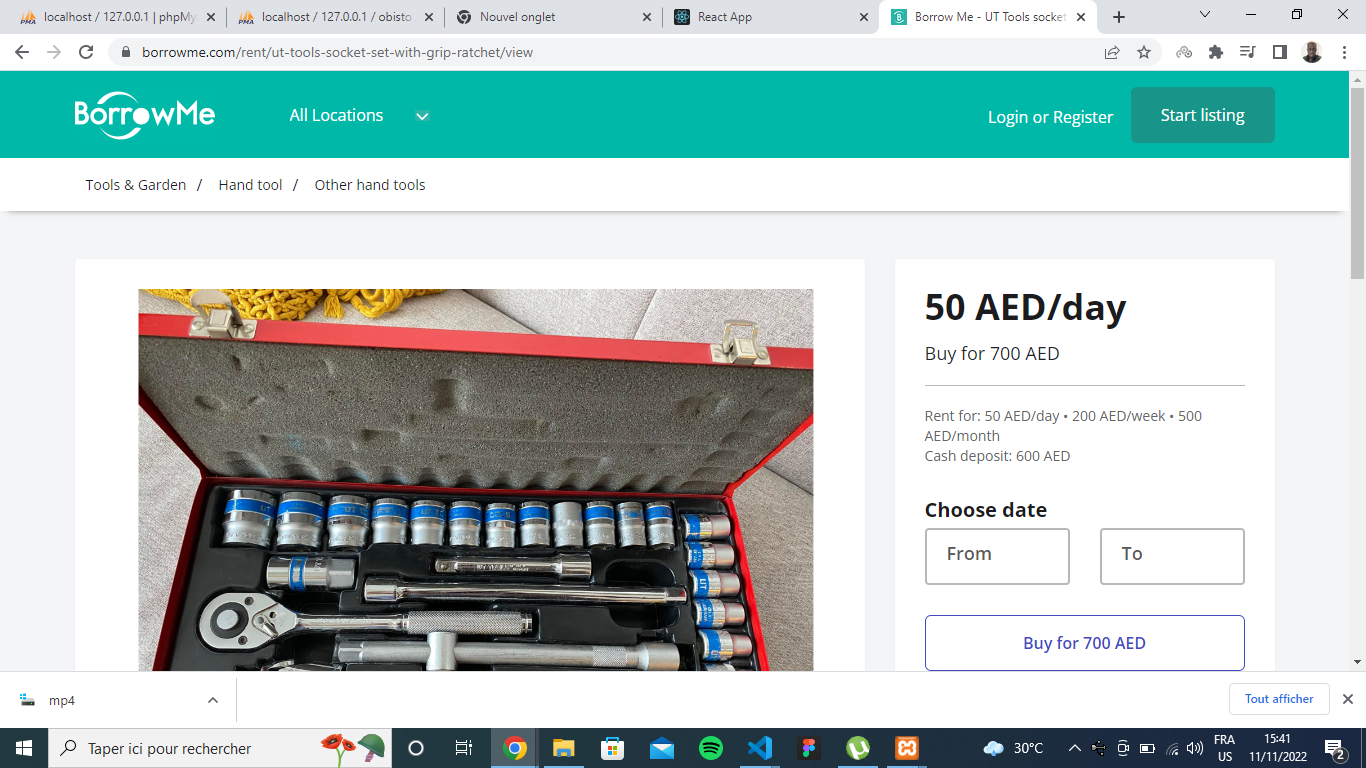 localhost / 127.0.0.1 | phpMy
localhost / 127.0.0.1 / obisto
Nouvel onglet
React App
Borrow Me - UT Tools socket
borrowme.com/rent/ut-tools-socket-set-with-grip-ratchet/view
BorrowMe
All Locations
Login or Register
Start listing
Tools & Garden / Hand tool / Other hand tools
50 AED/day
Buy for 700 AED
Rent for: 50 AED/day • 200 AED/week • 500
AED/month
Cash deposit: 600 AED
Choose date
From
To
Buy for 700 AED
mp4
Tout afficher
Taper ici pour rechercher
30°C
FRA
US
15:41
11/11/2022
2